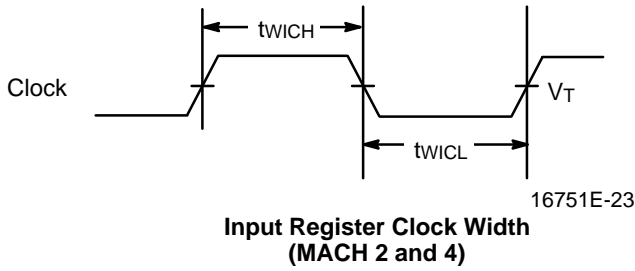 tWICH
Clock
VT
tWICL
16751E-23
Input Register Clock Width
(MACH 2 and 4)